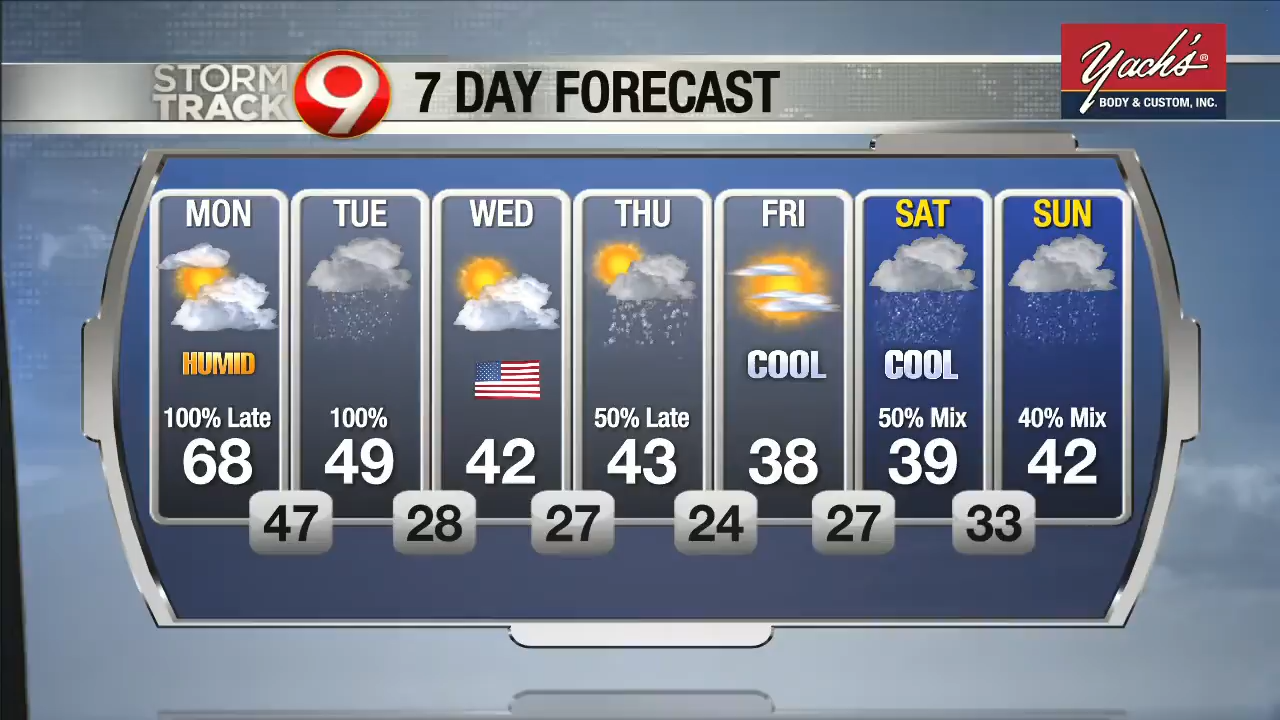 STORM
TRACK
9
7 DAY FORECAST
Yach's®
BODY & CUSTOM, INC.
MON
TUE
WED
THU
FRI
SAT
SUN
HUMID
COOL
COOL
100% Late
100%
50% Late
50% Mix
40% Mix
68
49
42
43
38
39
42
47
28
27
24
27
33